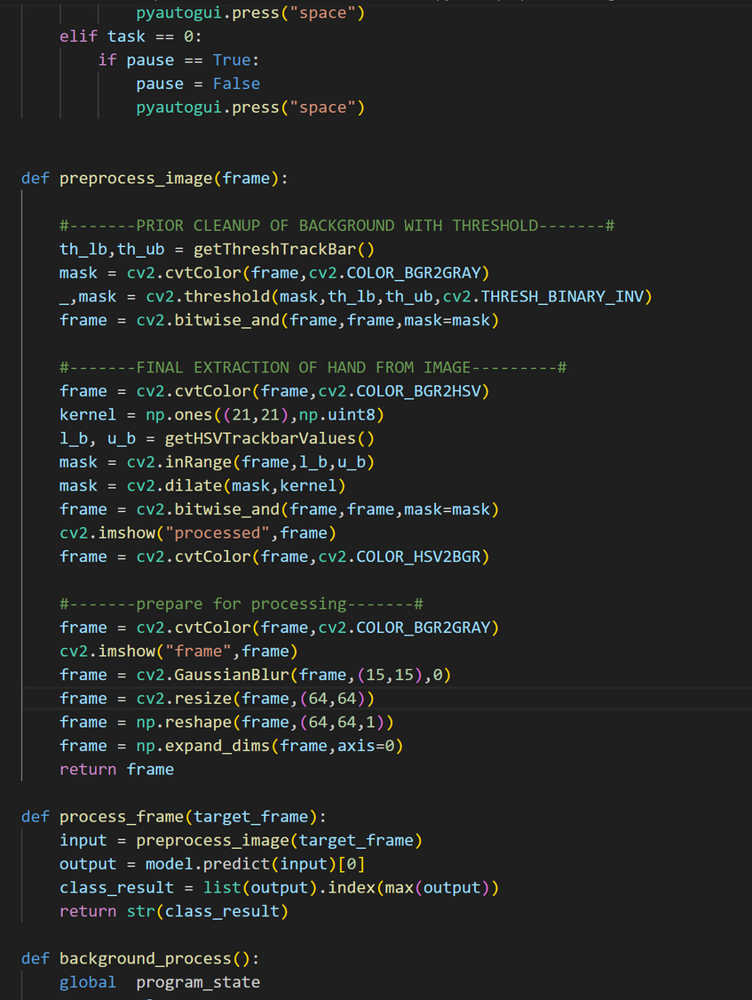 pyautogui.press("space")
elif task == 0:
if pause == True:
pause = False
pyautogui.press("space")
def preprocess_image(frame):
#-------PRIOR CLEANUP OF BACKGROUND WITH THRESHOLD-------#
th_lb,th_ub = getThreshTrackBar()
mask = cv2.cvtColor(frame,cv2.COLOR_BGR2GRAY)
_,mask = cv2.threshold(mask,th_lb,th_ub,cv2.THRESH_BINARY_INV)
frame = cv2.bitwise_and(frame,frame,mask=mask)
#-------FINAL EXTRACTION OF HAND FROM IMAGE---------#
frame = cv2.cvtColor(frame,cv2.COLOR_BGR2HSV)
kernel = np.ones((21,21),np.uint8)
l_b, u_b = getHSVTrackbarValues()
mask = cv2.inRange(frame,l_b,u_b)
mask = cv2.dilate(mask,kernel)
frame = cv2.bitwise_and(frame,frame,mask=mask)
cv2.imshow("processed",frame)
frame = cv2.cvtColor(frame,cv2.COLOR_HSV2BGR)
#-------prepare for processing-------#
frame = cv2.cvtColor(frame,cv2.COLOR_BGR2GRAY)
cv2.imshow("frame",frame)
frame = cv2.GaussianBlur(frame,(15,15),0)
frame = cv2.resize(frame,(64,64))
frame = np.reshape(frame,(64,64,1))
frame = np.expand_dims(frame,axis=0)
return frame
def process_frame(target_frame):
input = preprocess_image(target_frame)
output = model.predict(input)[0]
class_result = list(output).index(max(output))
return str(class_result)
def background_process():
global  program_state